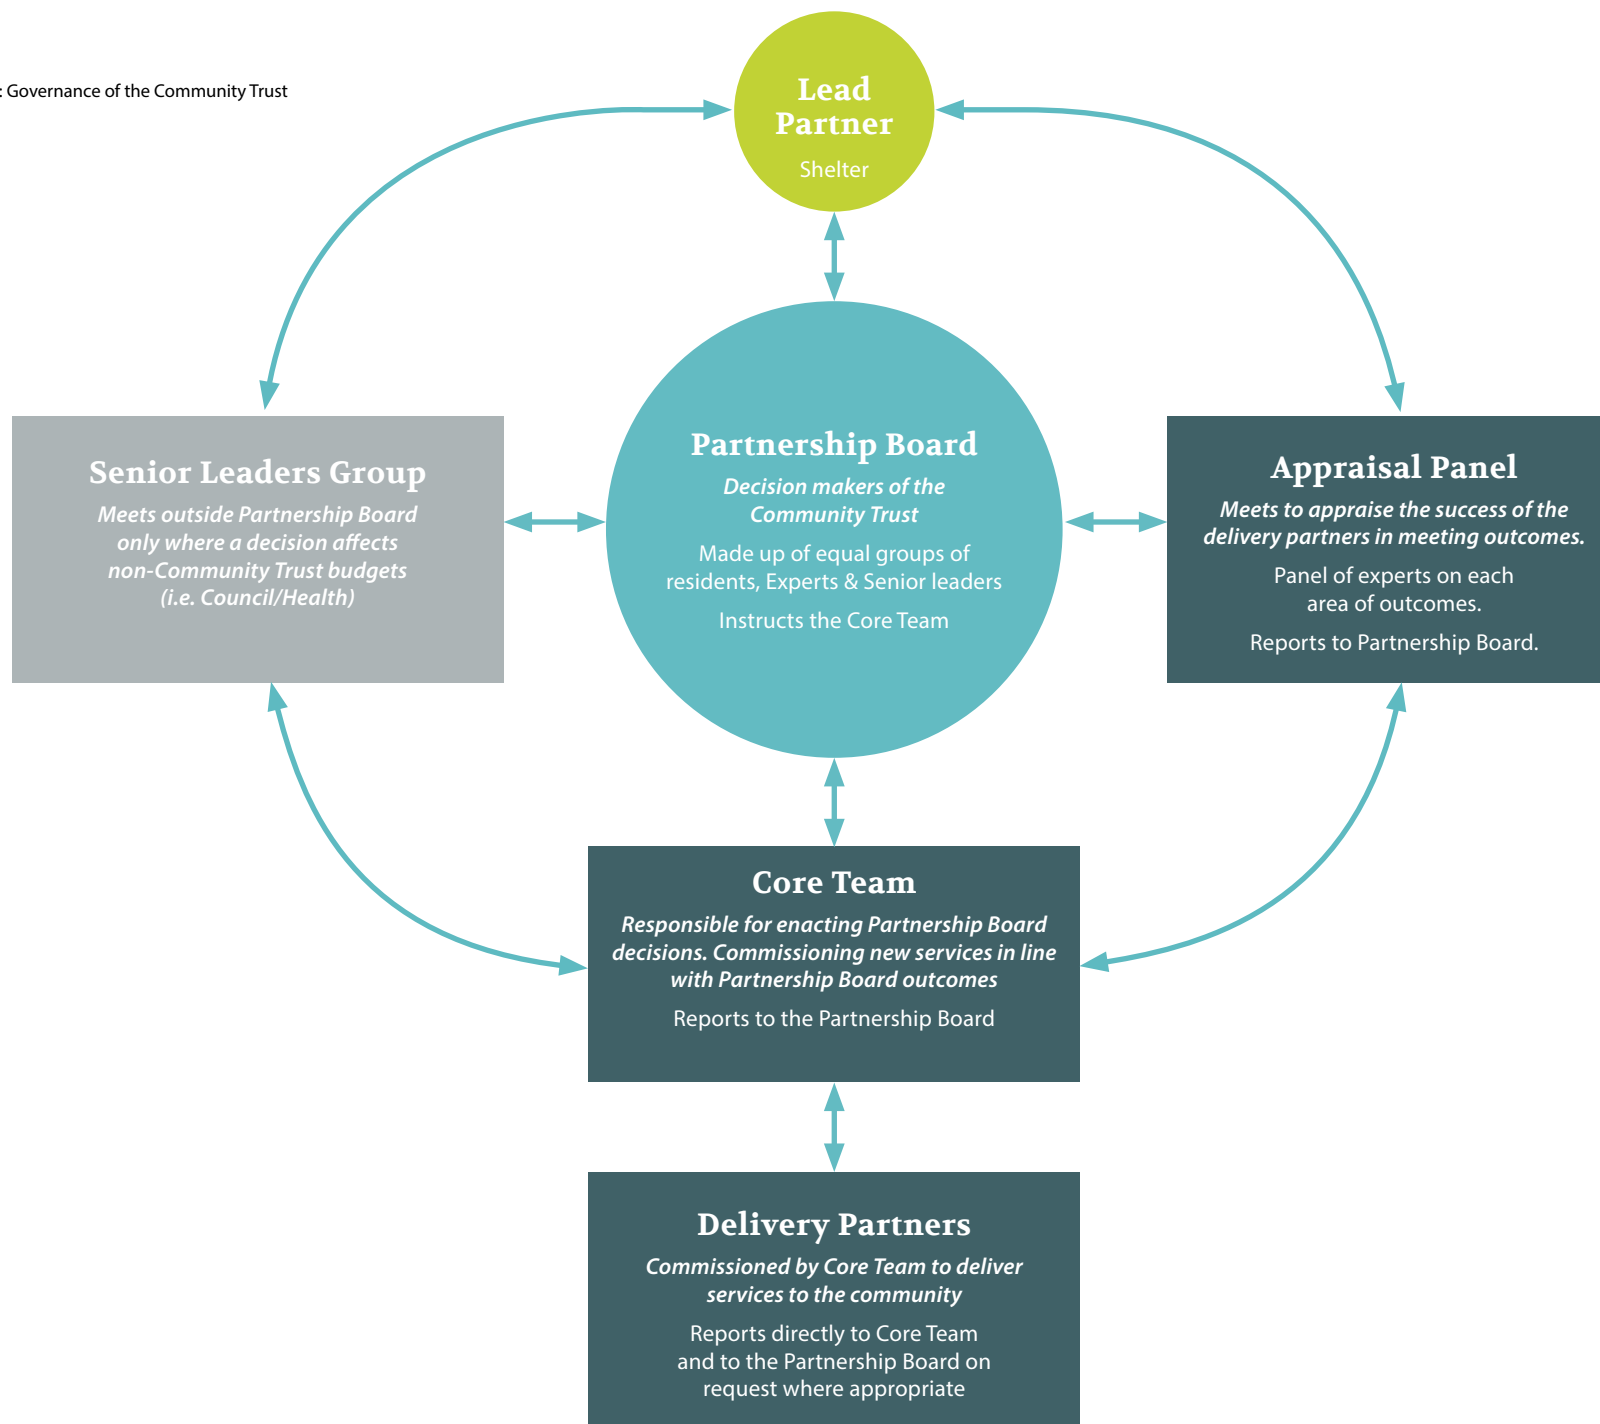 : Governance of the Community Trust
Lead
Partner
Shelter
Senior Leaders Group
Meets outside Partnership Board
only where a decision affects
non-Community Trust budgets
(i.e. Council/Health)
Partnership Board
Decision makers of the
Community Trust
Made up of equal groups of
residents, Experts & Senior leaders
Instructs the Core Team
Appraisal Panel
Meets to appraise the success of the
delivery partners in meeting outcomes.
Panel of experts on each
area of outcomes.
Reports to Partnership Board.
Core Team
Responsible for enacting Partnership Board
decisions. Commissioning new services in line
with Partnership Board outcomes
Reports to the Partnership Board
Delivery Partners
Commissioned by Core Team to deliver
services to the community
Reports directly to Core Team
and to the Partnership Board on
request where appropriate